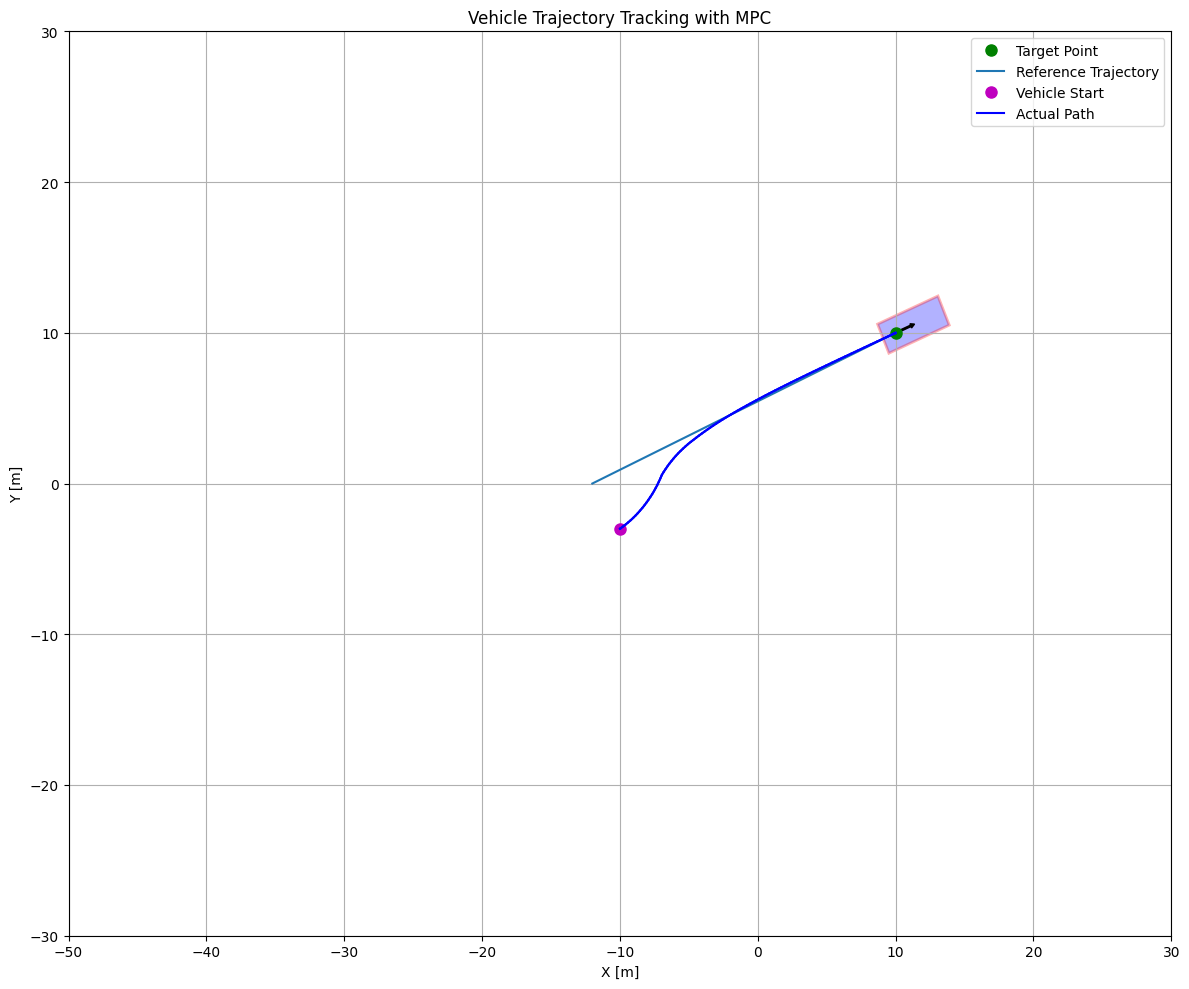 Vehicle Trajectory Tracking with MPC
Target Point
Reference Trajectory
Vehicle Start
Actual Path
Y [m]
30
20
10
0
−10
−20
−30
−50 −40 −30 −20 −10 0 10 20 30
X [m]